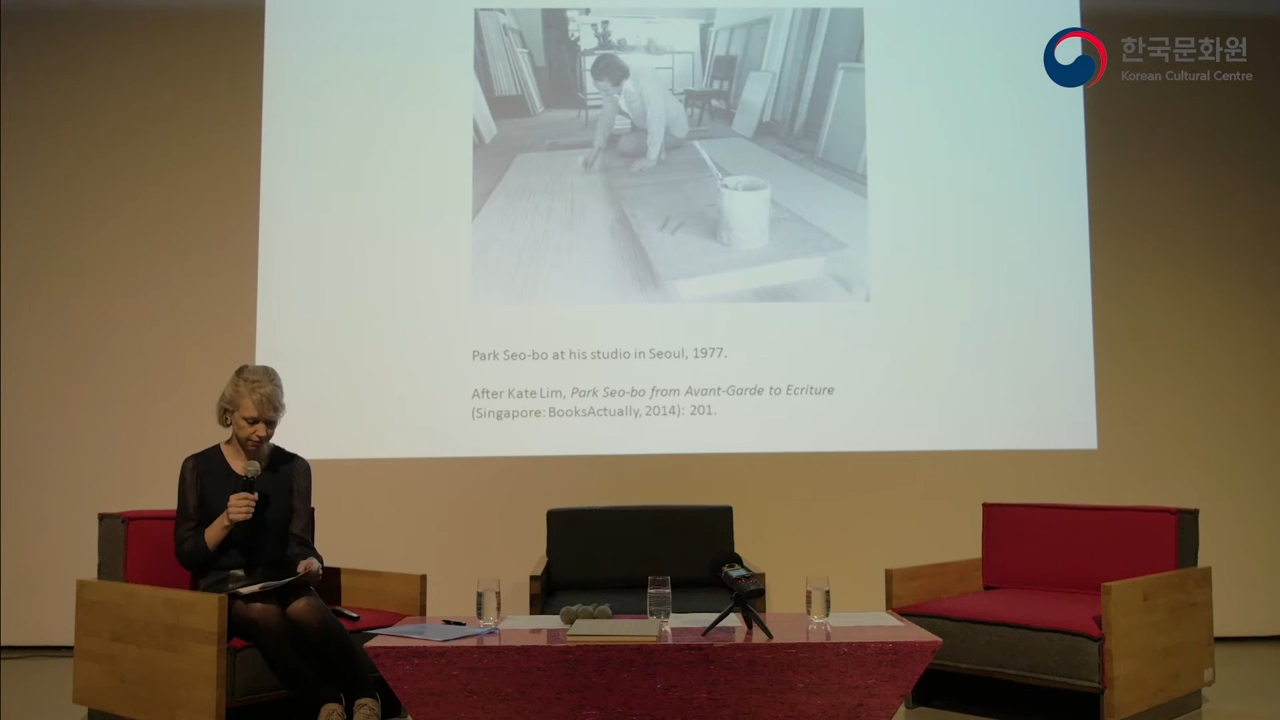 한국문화원
Korean Cultural Centre
Park Seo-bo at his studio in Seoul, 1977.
After Kate Lim, Park Seo-bo from Avant-Garde to Ecriture
(Singapore: BooksActually, 2014): 201.